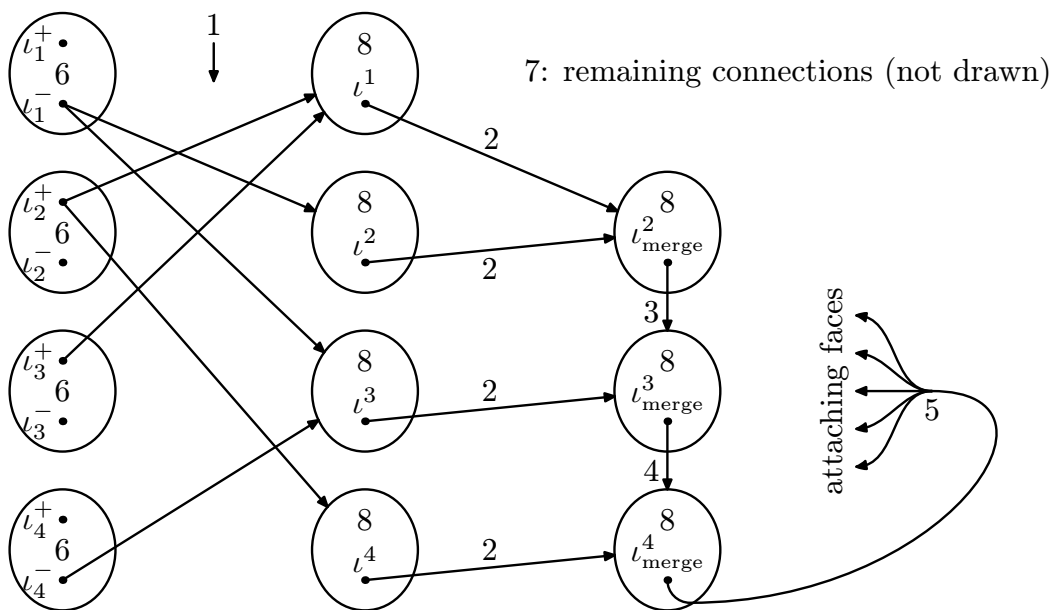 ι₁⁺
6
ι₁⁻
1
8
ι¹
7: remaining connections (not drawn)
2
ι₂⁺
6
ι₂⁻
8
ι²
2
8
ι²merge
3
ι₃⁺
6
ι₃⁻
8
ι³
2
8
ι³merge
4
attaching faces
5
ι₄⁺
6
ι₄⁻
8
ι⁴
2
8
ι⁴merge